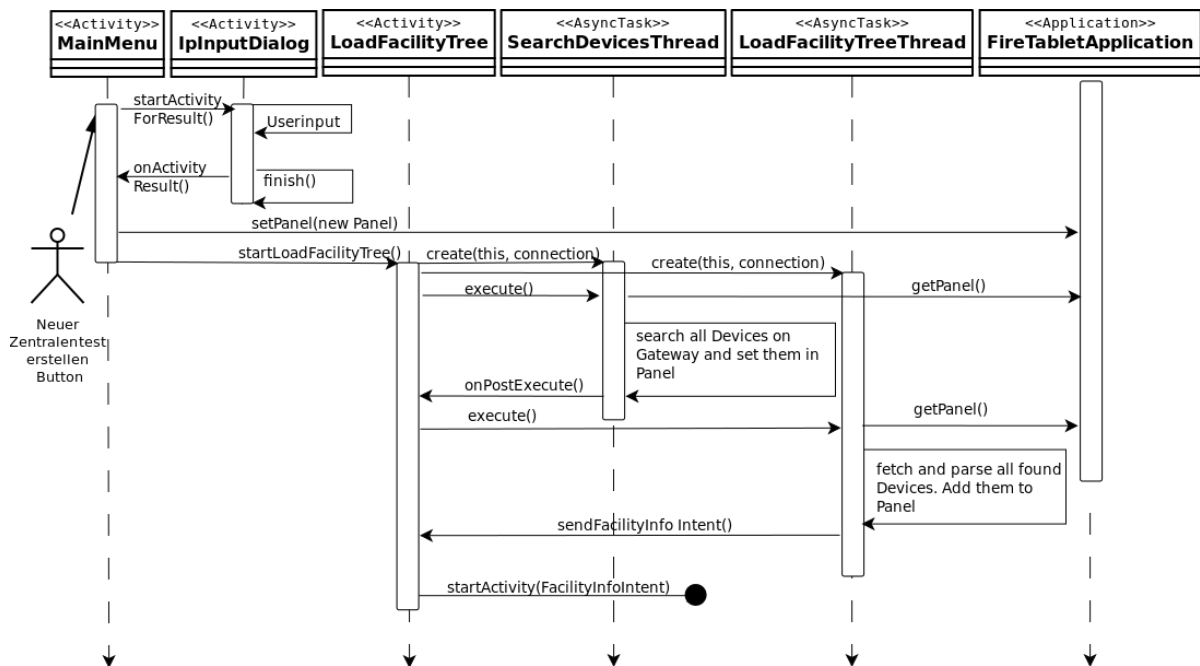 <<Activity>>
MainMenu
<<Activity>>
IpInputDialog
<<Activity>>
LoadFacilityTree
<<AsyncTask>>
SearchDevicesThread
<<AsyncTask>>
LoadFacilityTreeThread
<<Application>>
FireTabletApplication
startActivity
ForResult()
Userinput
onActivity
Result()
finish()
setPanel(new Panel)
startLoadFacilityTree()
create(this, connection)
create(this, connection)
execute()
getPanel()
Neuer
Zentralentest
erstellen
Button
search all Devices on
Gateway and set them in
Panel
onPostExecute()
execute()
getPanel()
fetch and parse all found
Devices. Add them to
Panel
sendFacilityInfo Intent()
startActivity(FacilityInfoIntent)